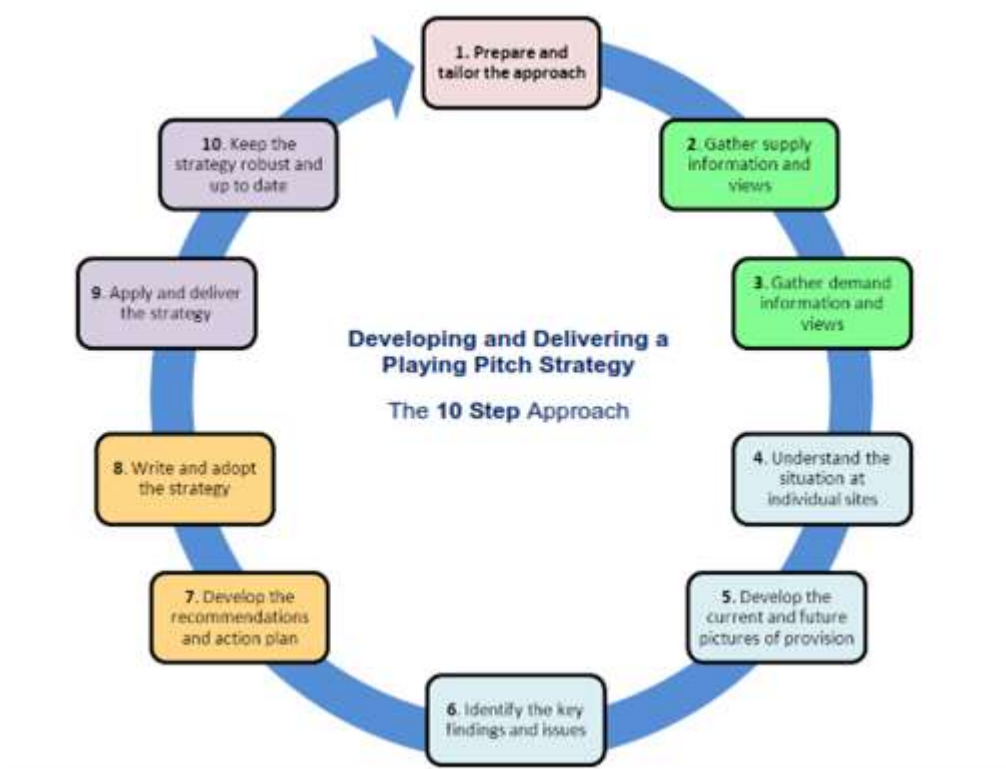 1. Prepare and
tailor the approach
2. Gather supply
information and
views
3. Gather demand
information and
views
4. Understand the
situation at
individual sites
5. Develop the
current and future
pictures of provision
6. Identify the key
findings and issues
7. Develop the
recommendations
and action plan
8. Write and adopt
the strategy
9. Apply and deliver
the strategy
10. Keep the
strategy robust and
up to date
Developing and Delivering a
Playing Pitch Strategy
The 10 Step Approach